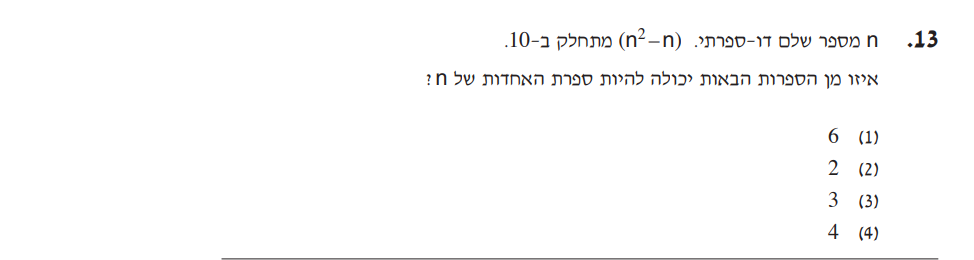 13. n מספר שלם דו-ספרתי. (n²–n) מתחלק ב-10.
איזו מן הספרות הבאות יכולה להיות ספרת האחדות של n?
(1) 6
(2) 2
(3) 3
(4) 4